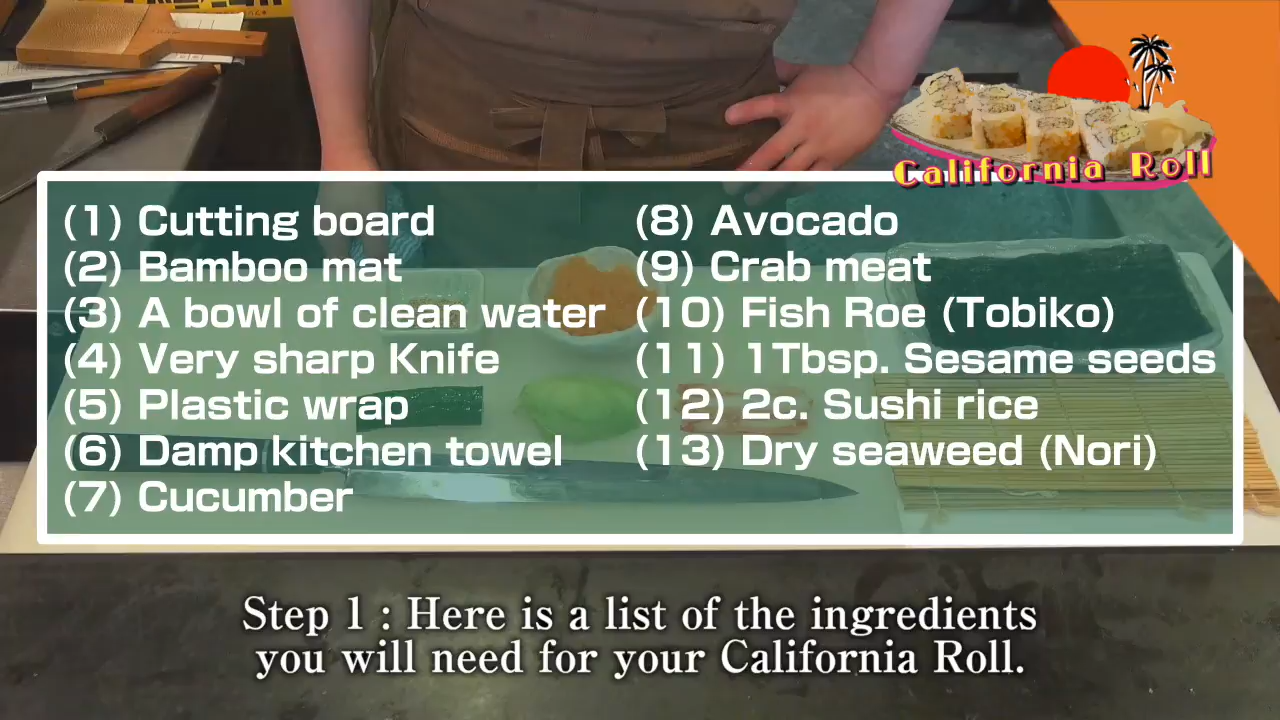 California Roll
(1) Cutting board
(2) Bamboo mat
(3) A bowl of clean water
(4) Very sharp Knife
(5) Plastic wrap
(6) Damp kitchen towel
(7) Cucumber
(8) Avocado
(9) Crab meat
(10) Fish Roe (Tobiko)
(11) 1Tbsp. Sesame seeds
(12) 2c. Sushi rice
(13) Dry seaweed (Nori)
Step 1 : Here is a list of the ingredients
you will need for your California Roll.